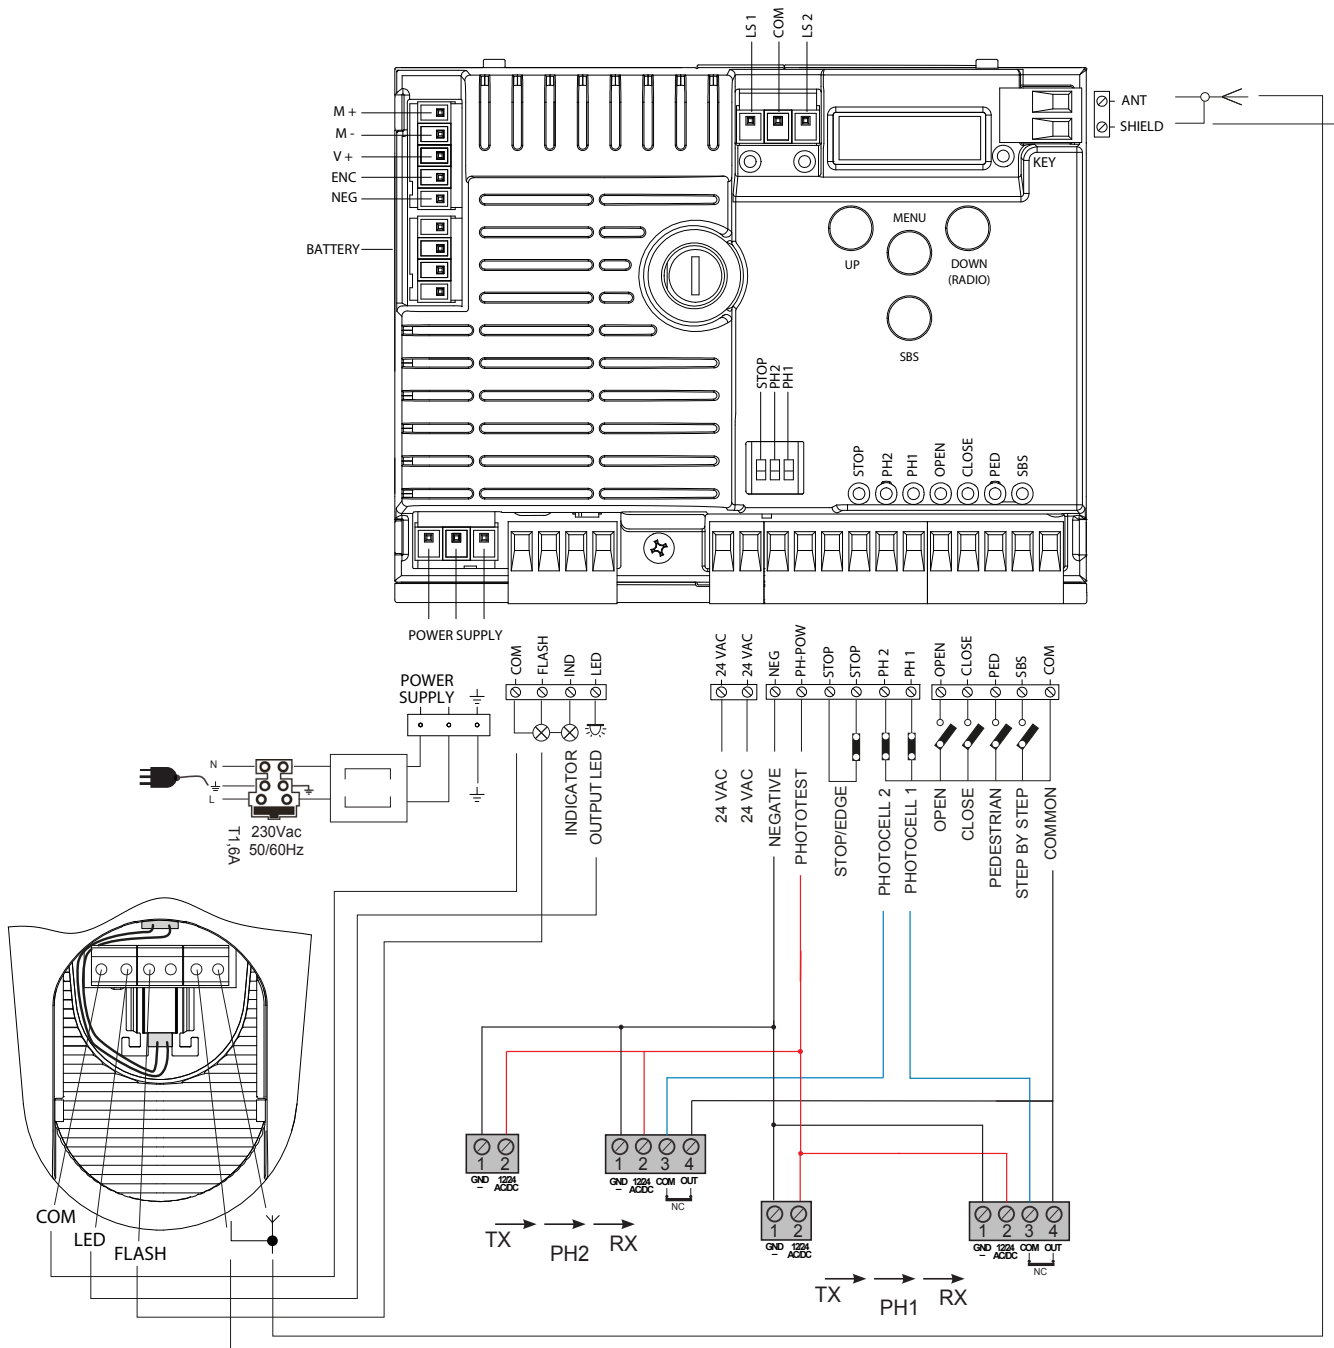 LS 1
COM
LS 2
M +
M -
V +
ENC
NEG
BATTERY
ANT
SHIELD
KEY
MENU
UP
DOWN
(RADIO)
SBS
STOP
PH2
PH1
STOP
PH2
PH1
OPEN
CLOSE
PED
SBS
POWER SUPPLY
COM
FLASH
IND
LED
24 VAC
24 VAC
NEG
PH-POW
STOP
STOP
PH 2
PH 1
OPEN
CLOSE
PED
SBS
COM
POWER
SUPPLY
N
L
T1,6A
230Vac
50/60Hz
INDICATOR
OUTPUT LED
24 VAC
24 VAC
NEGATIVE
PHOTOTEST
STOP/EDGE
PHOTOCELL 2
PHOTOCELL 1
OPEN
CLOSE
PEDESTRIAN
STEP BY STEP
COMMON
COM
LED
FLASH
1 2
GND 12/24
– AC/DC
1 2 3 4
GND 12/24 COM OUT
– AC/DC
NC
TX
PH2
RX
1 2
GND 12/24
– AC/DC
1 2 3 4
GND 12/24 COM OUT
– AC/DC
NC
TX
PH1
RX